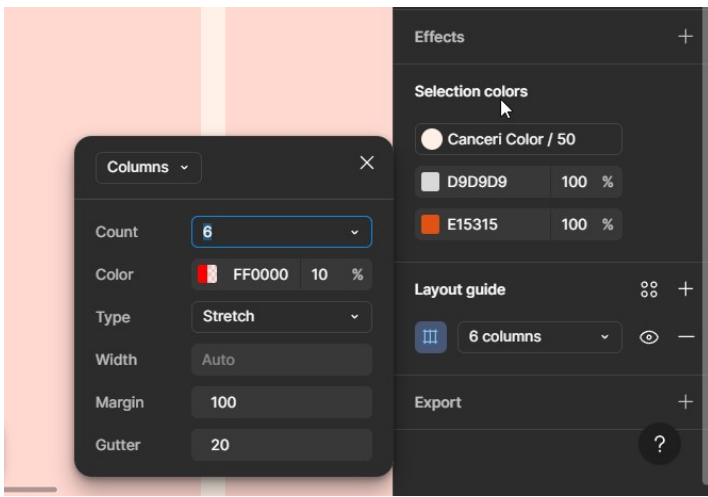 Effects
Selection colors
Canceri Color / 50
D9D9D9 100 %
E15315 100 %
Layout guide
6 columns
Export
?
Columns
Count 6
Color FF0000 10 %
Type Stretch
Width Auto
Margin 100
Gutter 20